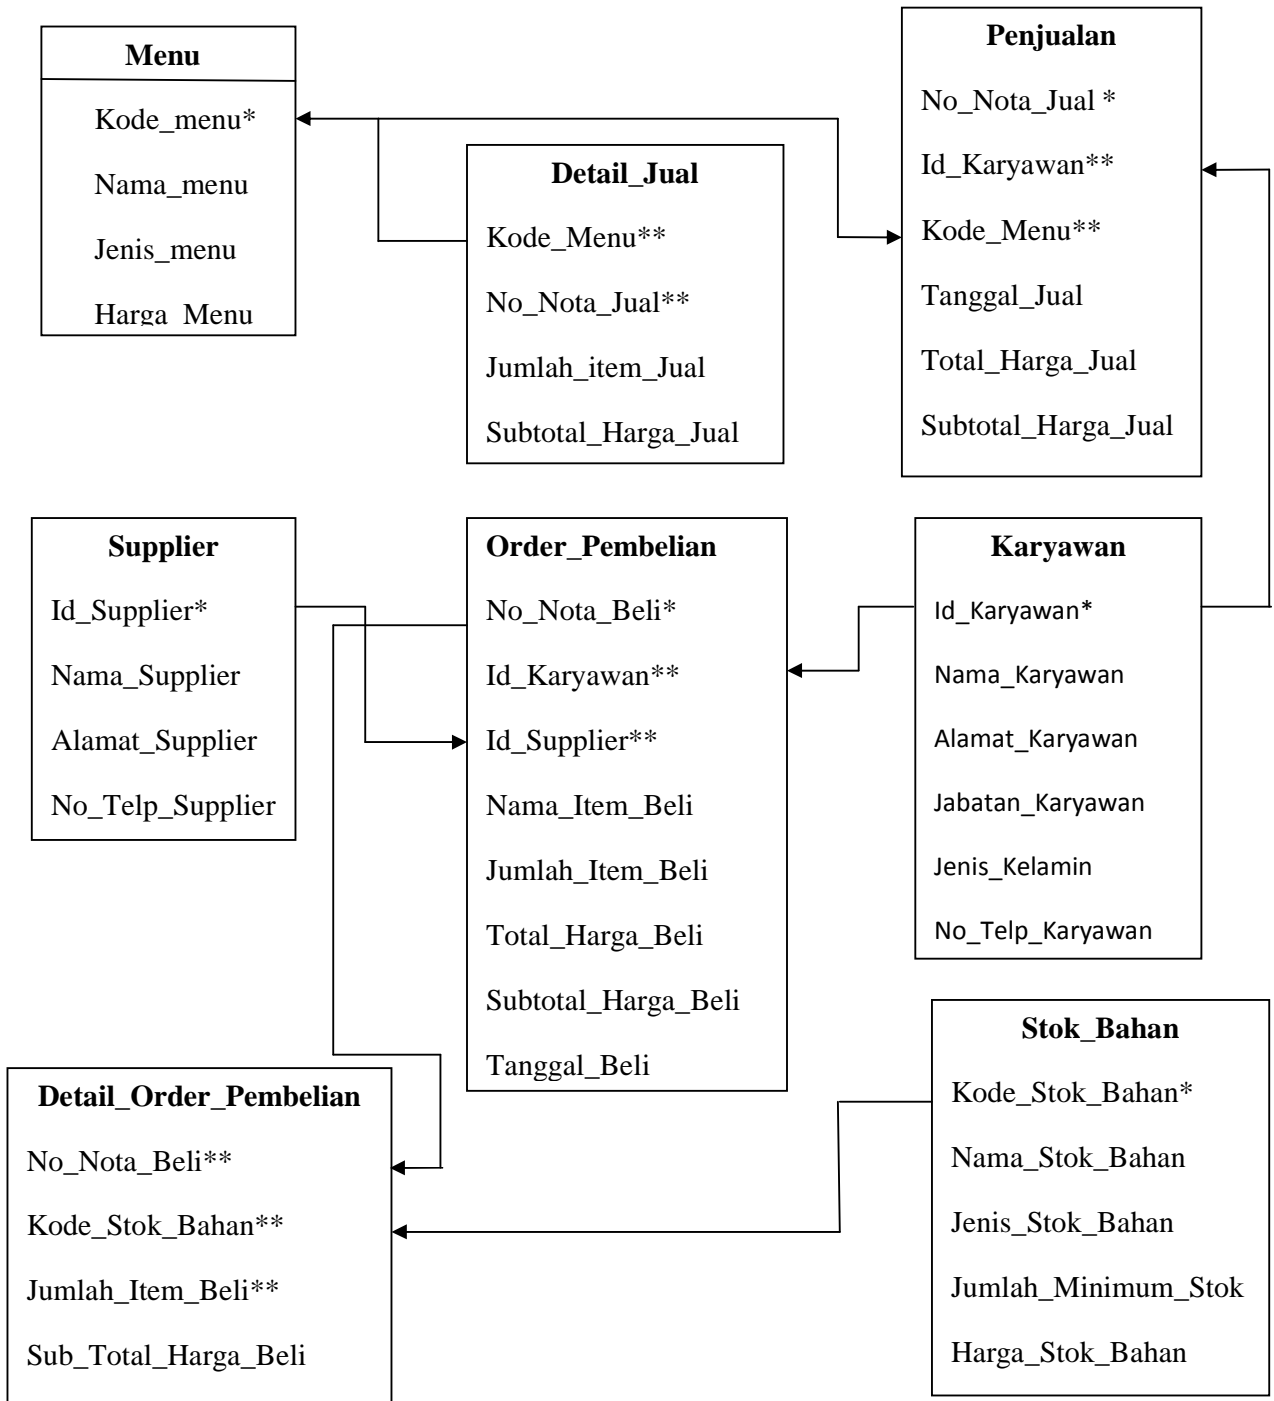 Menu
Kode_menu*
Nama_menu
Jenis_menu
Harga_Menu
Detail_Jual
Kode_Menu**
No_Nota_Jual**
Jumlah_item_Jual
Subtotal_Harga_Jual
Penjualan
No_Nota_Jual *
Id_Karyawan**
Kode_Menu**
Tanggal_Jual
Total_Harga_Jual
Subtotal_Harga_Jual
Supplier
Id_Supplier*
Nama_Supplier
Alamat_Supplier
No_Telp_Supplier
Order_Pembelian
No_Nota_Beli*
Id_Karyawan**
Id_Supplier**
Nama_Item_Beli
Jumlah_Item_Beli
Total_Harga_Beli
Subtotal_Harga_Beli
Tanggal_Beli
Karyawan
Id_Karyawan*
Nama_Karyawan
Alamat_Karyawan
Jabatan_Karyawan
Jenis_Kelamin
No_Telp_Karyawan
Detail_Order_Pembelian
No_Nota_Beli**
Kode_Stok_Bahan**
Jumlah_Item_Beli**
Sub_Total_Harga_Beli
Stok_Bahan
Kode_Stok_Bahan*
Nama_Stok_Bahan
Jenis_Stok_Bahan
Jumlah_Minimum_Stok
Harga_Stok_Bahan